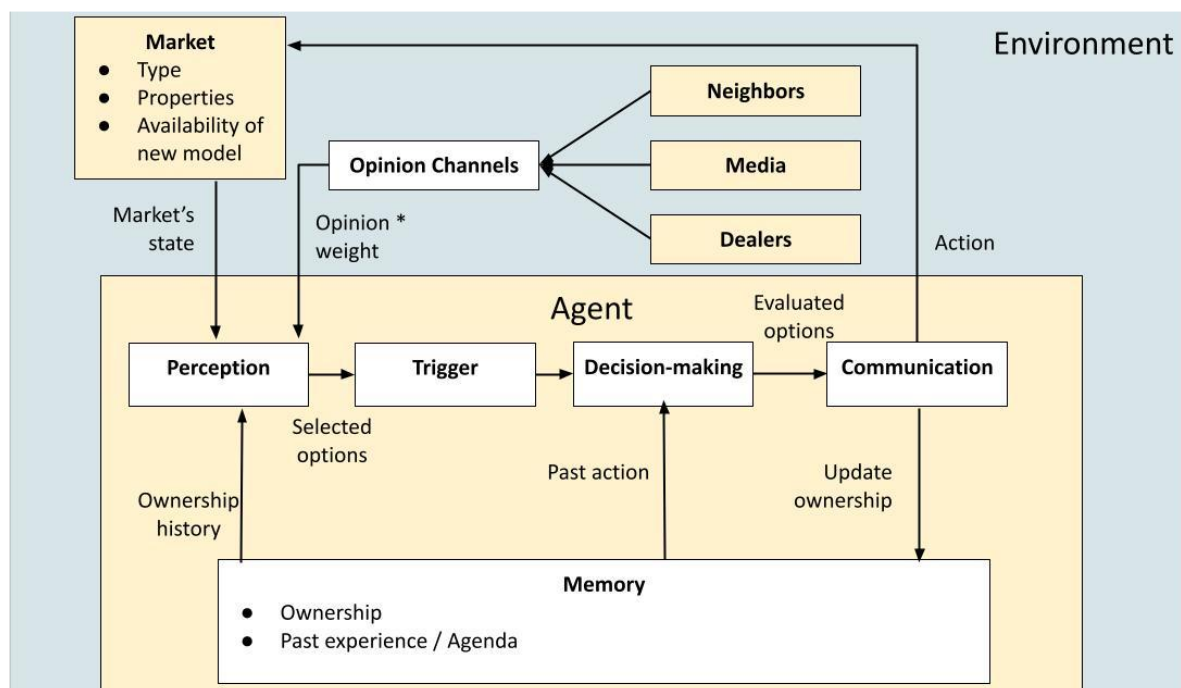 Environment
Market
● Type
● Properties
● Availability of
new model
Neighbors
Media
Dealers
Opinion Channels
Market's
state
Opinion *
weight
Action
Agent
Evaluated
options
Perception
Trigger
Decision-making
Communication
Selected
options
Ownership
history
Past action
Update
ownership
Memory
● Ownership
● Past experience / Agenda